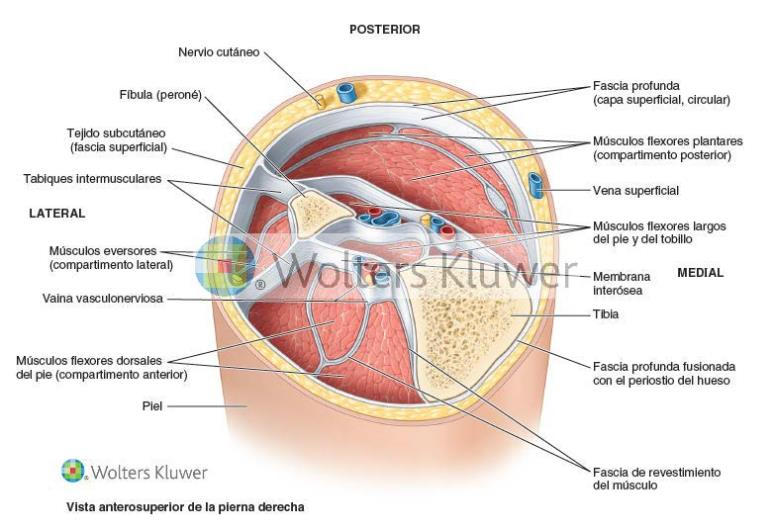 POSTERIOR
Nervio cutáneo
Fíbula (peroné)
Tejido subcutáneo
(fascia superficial)
Tabiques intermusculares
LATERAL
Músculos eversores
(compartimento lateral)
Vaina vasculonerviosa
Músculos flexores dorsales
del pie (compartimento anterior)
Piel
Fascia profunda
(capa superficial, circular)
Músculos flexores plantares
(compartimento posterior)
Vena superficial
Músculos flexores largos
del pie y del tobillo
Membrana
interósea
MEDIAL
Tibia
Fascia profunda fusionada
con el periostio del hueso
Fascia de revestimiento
del músculo
® Wolters Kluwer
Wolters Kluwer
Vista anterosuperior de la pierna derecha